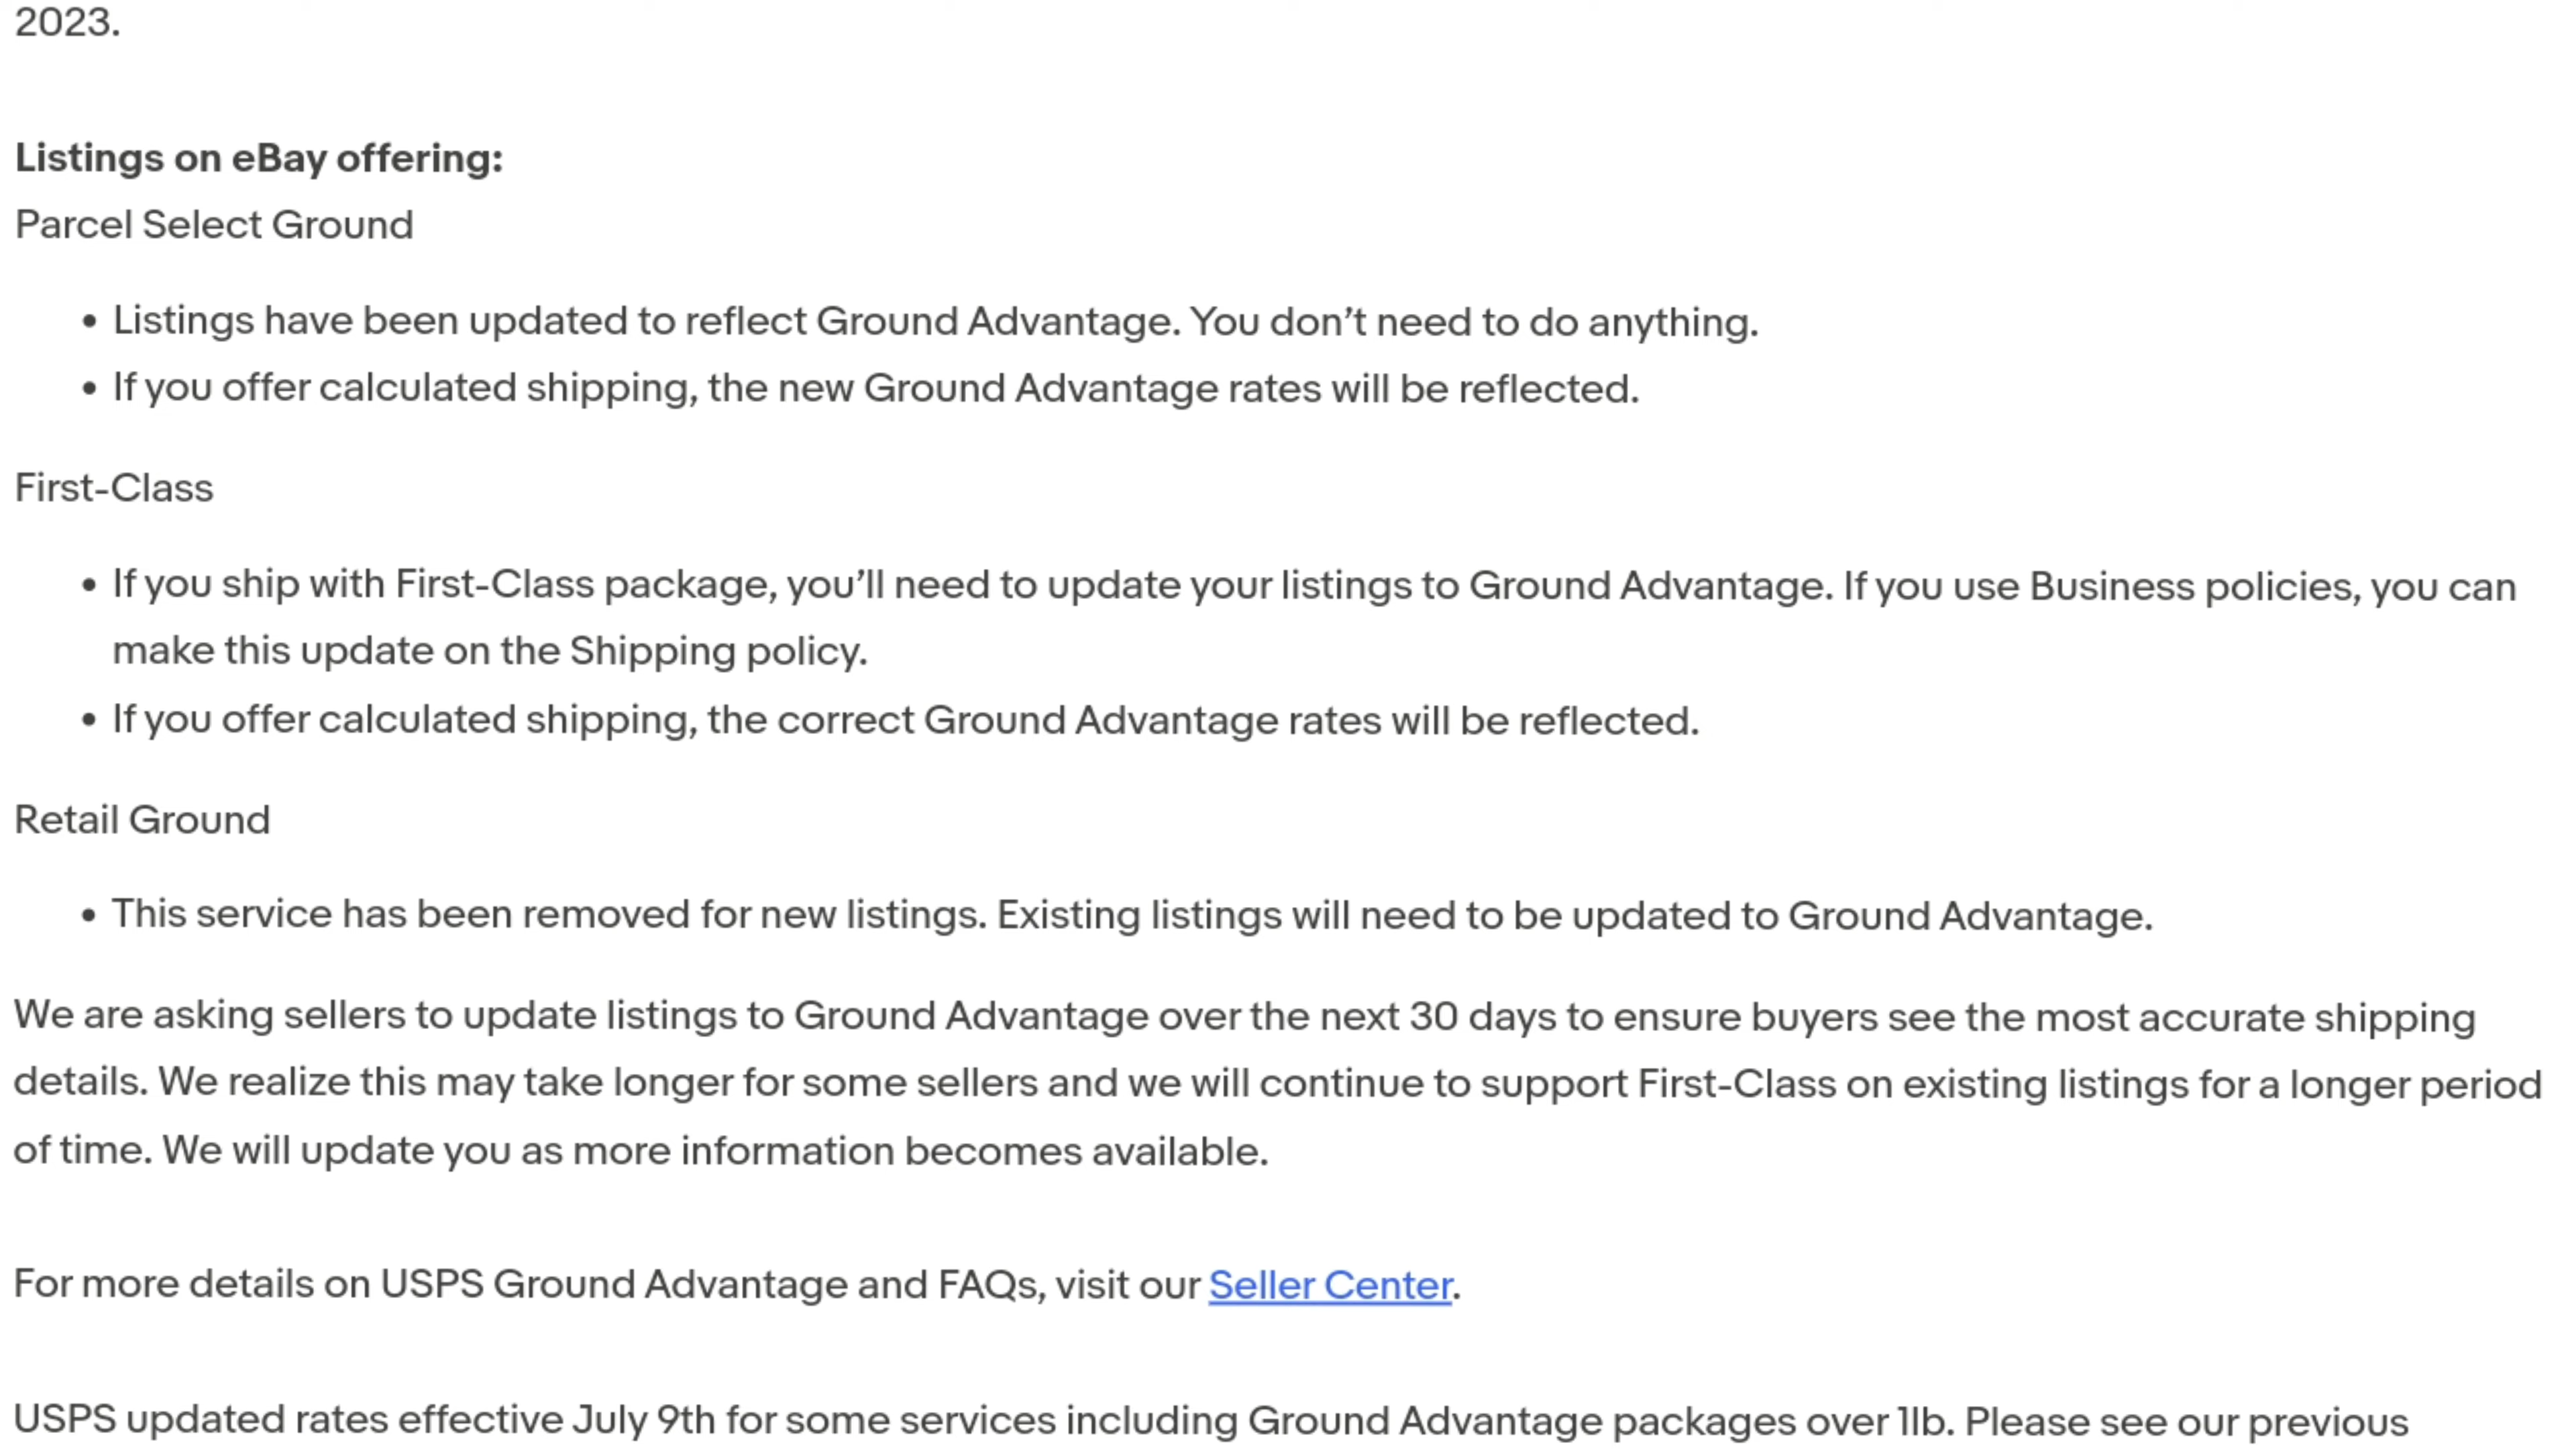 2023.
Listings on eBay offering:
Parcel Select Ground
• Listings have been updated to reflect Ground Advantage. You don’t need to do anything.
• If you offer calculated shipping, the new Ground Advantage rates will be reflected.
First-Class
• If you ship with First-Class package, you’ll need to update your listings to Ground Advantage. If you use Business policies, you can
make this update on the Shipping policy.
• If you offer calculated shipping, the correct Ground Advantage rates will be reflected.
Retail Ground
• This service has been removed for new listings. Existing listings will need to be updated to Ground Advantage.
We are asking sellers to update listings to Ground Advantage over the next 30 days to ensure buyers see the most accurate shipping
details. We realize this may take longer for some sellers and we will continue to support First-Class on existing listings for a longer period
of time. We will update you as more information becomes available.
For more details on USPS Ground Advantage and FAQs, visit our Seller Center.
USPS updated rates effective July 9th for some services including Ground Advantage packages over 1lb. Please see our previous